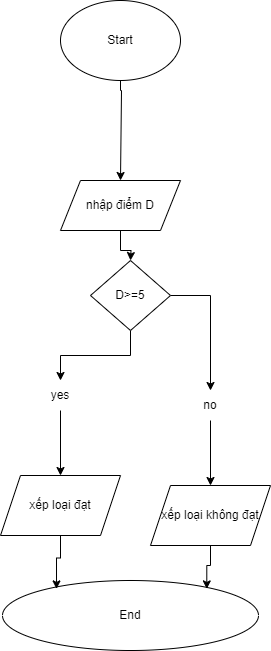 Start
nhập điểm D
D>=5
yes
no
xếp loại đạt
xếp loại không đạt
End